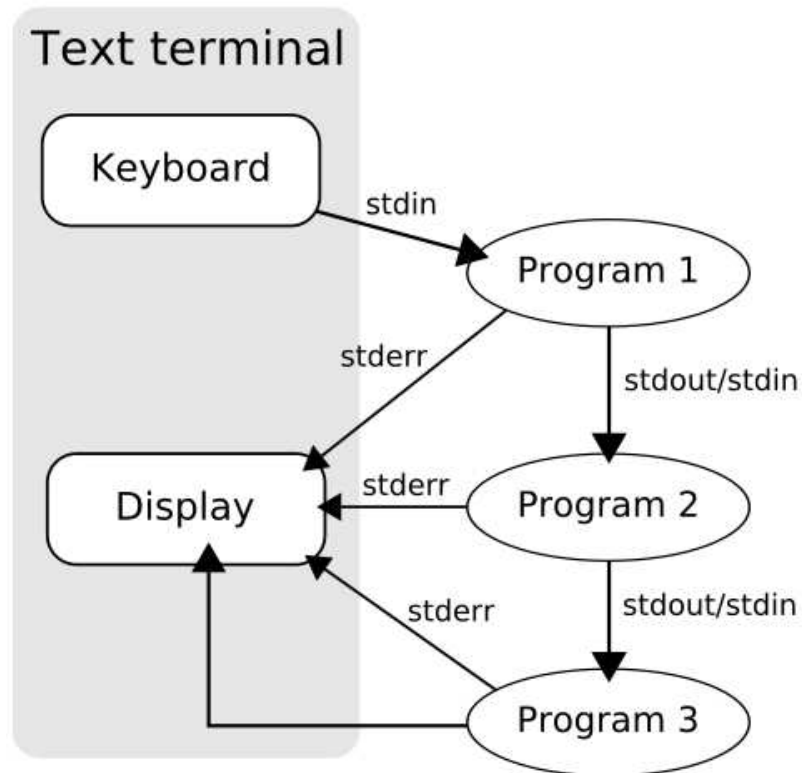 Text terminal
Keyboard
stdin
Program 1
stderr
stdout/stdin
Display
stderr
Program 2
stderr
stdout/stdin
Program 3